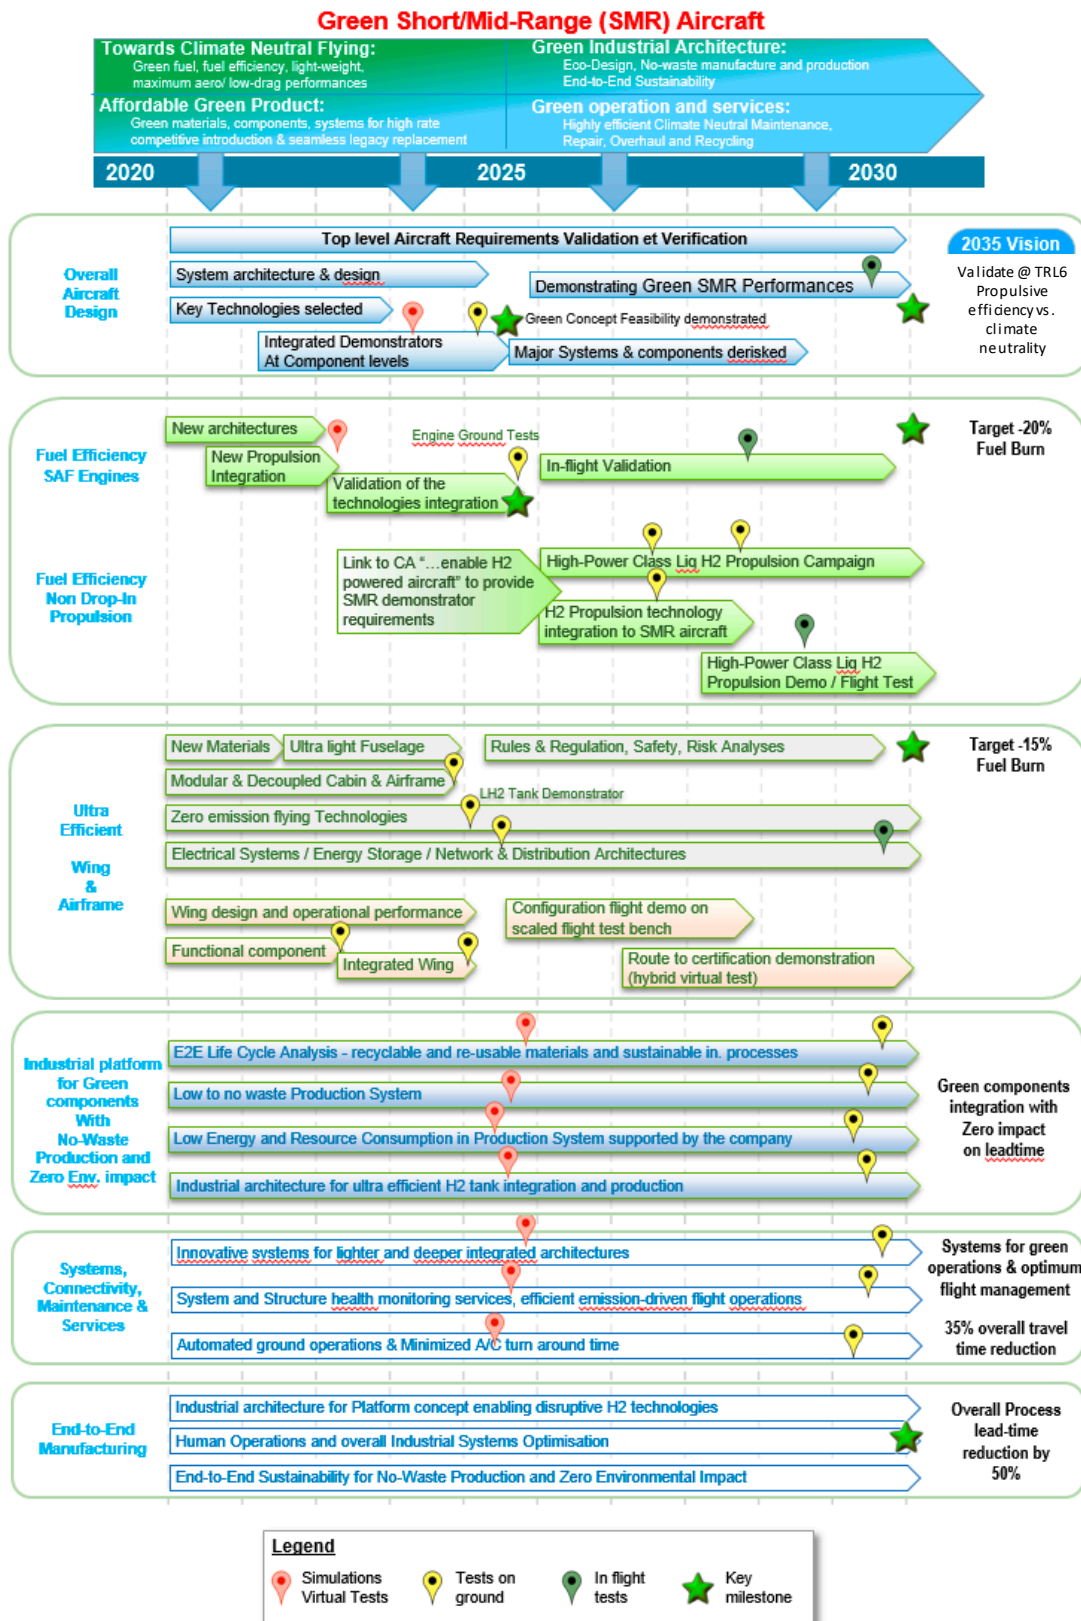 Green Short/Mid-Range (SMR) Aircraft
Towards Climate Neutral Flying:
Green fuel, fuel efficiency, light-weight,
maximum aero/ low-drag performances
Green Industrial Architecture:
Eco-Design, No-waste manufacture and production
End-to-End Sustainability
Affordable Green Product:
Green materials, components, systems for high rate
competitive introduction & seamless legacy replacement
Green operation and services:
Highly efficient Climate Neutral Maintenance,
Repair, Overhaul and Recycling
2020
2025
2030
Overall
Aircraft
Design
Top level Aircraft Requirements Validation et Verification
System architecture & design
Demonstrating Green SMR Performances
Key Technologies selected
Green Concept Feasibility demonstrated
Integrated Demonstrators
At Component levels
Major Systems & components derisked
2035 Vision
Validate @ TRL6
Propulsive
efficiency vs.
climate
neutrality
Fuel Efficiency
SAF Engines
New architectures
New Propulsion
Integration
Engine Ground Tests
Validation of the
technologies integration
In-flight Validation
Target -20%
Fuel Burn
Fuel Efficiency
Non Drop-In
Propulsion
Link to CA “...enable H2
powered aircraft” to provide
SMR demonstrator
requirements
High-Power Class Liq H2 Propulsion Campaign
H2 Propulsion technology
integration to SMR aircraft
High-Power Class Liq H2
Propulsion Demo / Flight Test
Ultra
Efficient
Wing
&
Airframe
New Materials
Ultra light Fuselage
Rules & Regulation, Safety, Risk Analyses
Modular & Decoupled Cabin & Airframe
LH2 Tank Demonstrator
Zero emission flying Technologies
Electrical Systems / Energy Storage / Network & Distribution Architectures
Wing design and operational performance
Configuration flight demo on
scaled flight test bench
Functional component
Integrated Wing
Route to certification demonstration
(hybrid virtual test)
Target -15%
Fuel Burn
Industrial platform
for Green
components
With
No-Waste
Production and
Zero Env. impact
E2E Life Cycle Analysis - recyclable and re-usable materials and sustainable in. processes
Low to no waste Production System
Low Energy and Resource Consumption in Production System supported by the company
Industrial architecture for ultra efficient H2 tank integration and production
Green components
integration with
Zero impact
on leadtime
Systems,
Connectivity,
Maintenance &
Services
Innovative systems for lighter and deeper integrated architectures
System and Structure health monitoring services, efficient emission-driven flight operations
Automated ground operations & Minimized A/C turn around time
Systems for green
operations & optimum
flight management
35% overall travel
time reduction
End-to-End
Manufacturing
Industrial architecture for Platform concept enabling disruptive H2 technologies
Human Operations and overall Industrial Systems Optimisation
End-to-End Sustainability for No-Waste Production and Zero Environmental Impact
Overall Process
lead-time
reduction by
50%
Legend
Simulations
Virtual Tests
Tests on
ground
In flight
tests
Key
milestone